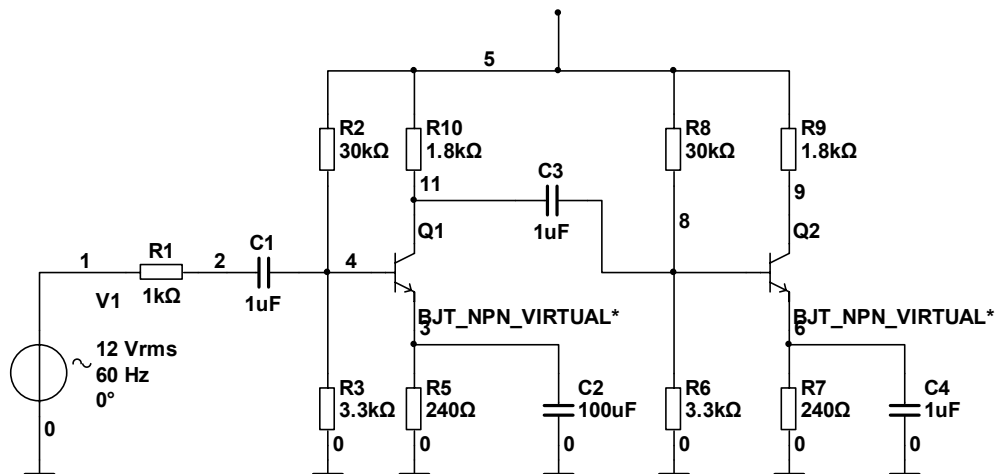 5
R2
30kΩ
R10
1.8kΩ
R8
30kΩ
R9
1.8kΩ
11
C3
1uF
9
8
Q1
Q2
1
R1
1kΩ
2
C1
1uF
4
V1
BJT_NPN_VIRTUAL*
BJT_NPN_VIRTUAL*
3
6
12 Vrms
60 Hz
0°
R3
3.3kΩ
R5
240Ω
C2
100uF
R6
3.3kΩ
R7
240Ω
C4
1uF
0
0
0
0
0
0
0